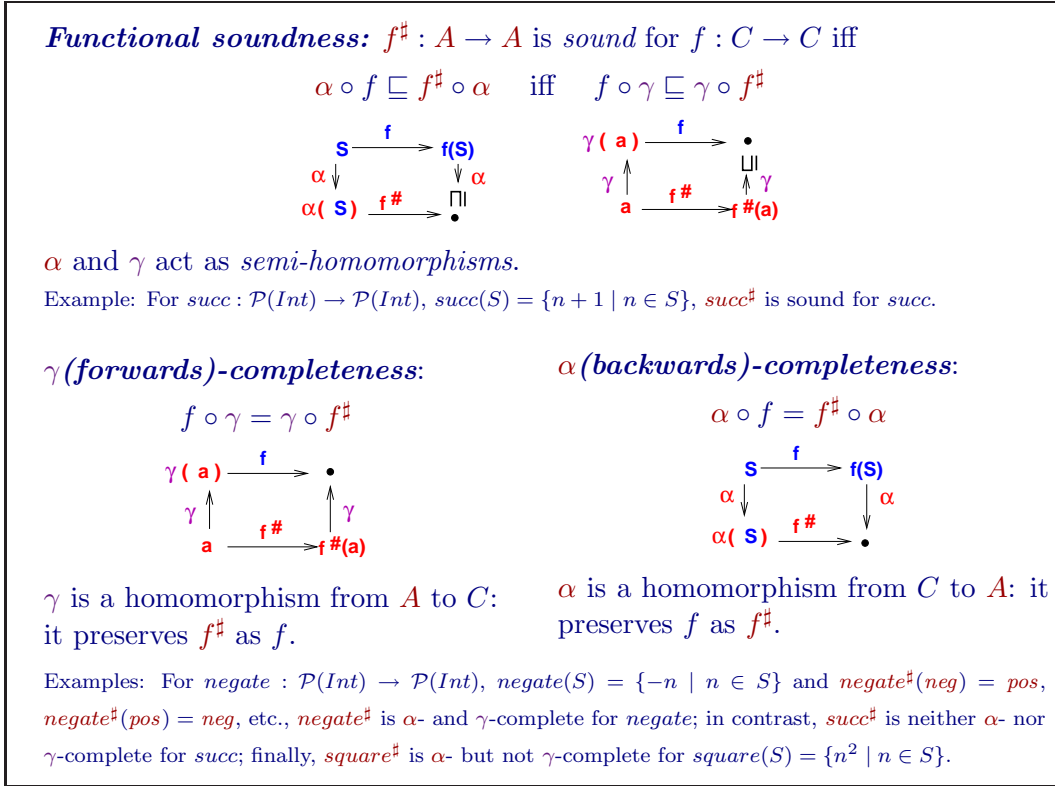 Functional soundness: f♯ : A → A is sound for f : C → C iff
α ∘ f ⊑ f♯ ∘ α iff f ∘ γ ⊑ γ ∘ f♯
S f f(S)
α α
α( S ) f# ⊓ı •
γ( a ) f •
γ ⊔ı γ
a f# f#(a)
α and γ act as semi-homomorphisms.
Example: For succ : 𝒫(Int) → 𝒫(Int), succ(S) = {n + 1 | n ∈ S}, succ♯ is sound for succ.
γ(forwards)-completeness:
f ∘ γ = γ ∘ f♯
γ( a ) f •
γ γ
a f# f#(a)
γ is a homomorphism from A to C:
it preserves f♯ as f.
α(backwards)-completeness:
α ∘ f = f♯ ∘ α
S f f(S)
α α
α( S ) f# •
α is a homomorphism from C to A: it
preserves f as f♯.
Examples: For negate : 𝒫(Int) → 𝒫(Int), negate(S) = {−n | n ∈ S} and negate♯(neg) = pos,
negate♯(pos) = neg, etc., negate♯ is α- and γ-complete for negate; in contrast, succ♯ is neither α- nor
γ-complete for succ; finally, square♯ is α- but not γ-complete for square(S) = {n² | n ∈ S}.